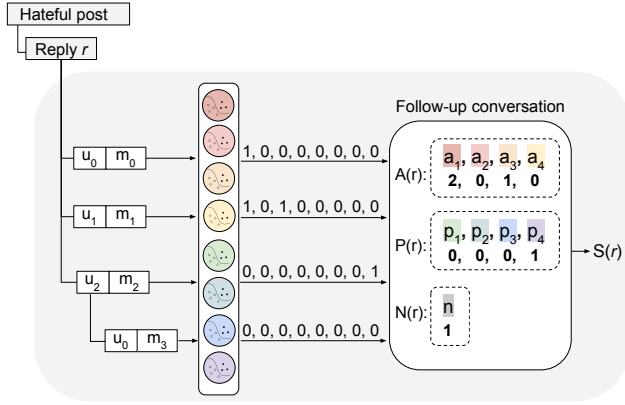 Hateful post
Reply r
Follow-up conversation
u0 m0
1, 0, 0, 0, 0, 0, 0, 0
u1 m1
1, 0, 1, 0, 0, 0, 0, 0
u2 m2
0, 0, 0, 0, 0, 0, 0, 1
u0 m3
0, 0, 0, 0, 0, 0, 0, 0
A(r):
a1, a2, a3, a4
2, 0, 1, 0
P(r):
p1, p2, p3, p4
0, 0, 0, 1
N(r):
n
1
S(r)